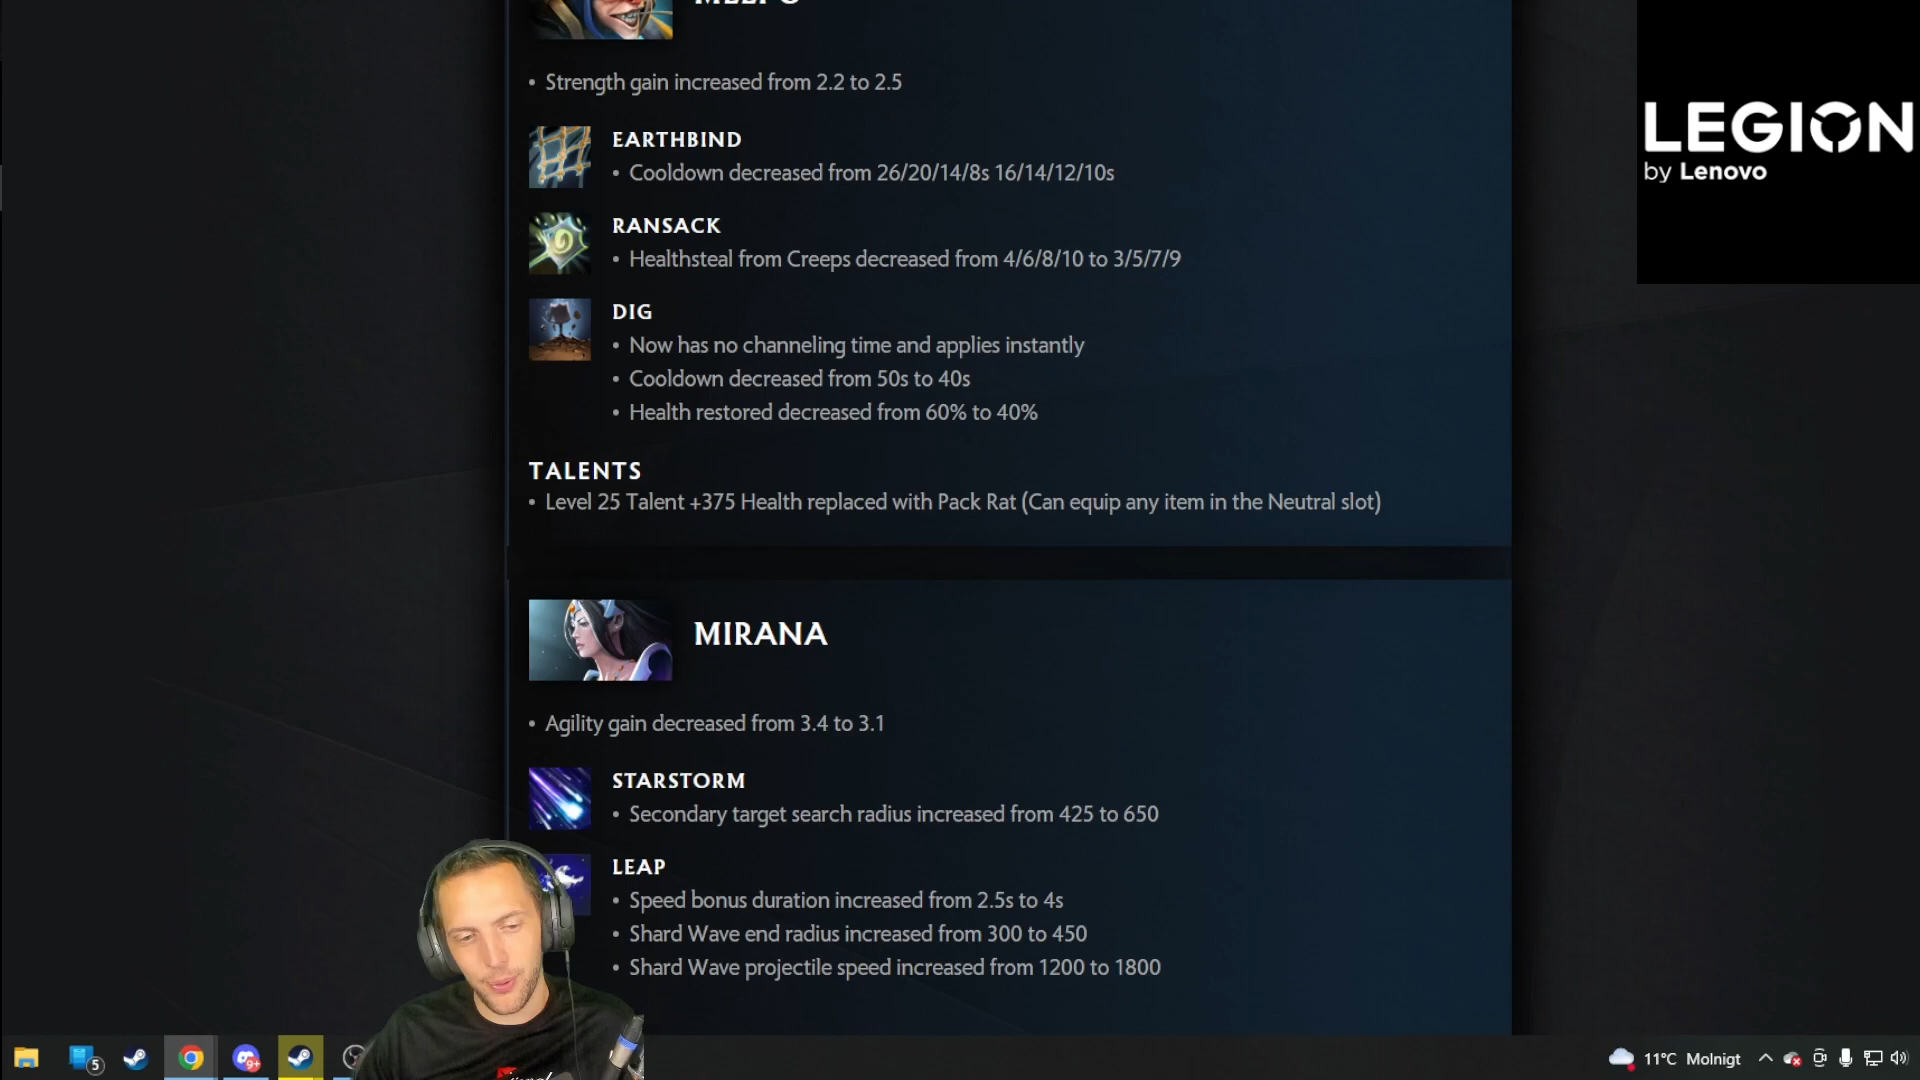 • Strength gain increased from 2.2 to 2.5
EARTHBIND
• Cooldown decreased from 26/20/14/8s 16/14/12/10s
RANSACK
• Healthsteal from Creeps decreased from 4/6/8/10 to 3/5/7/9
DIG
• Now has no channeling time and applies instantly
• Cooldown decreased from 50s to 40s
• Health restored decreased from 60% to 40%
TALENTS
• Level 25 Talent +375 Health replaced with Pack Rat (Can equip any item in the Neutral slot)
MIRANA
• Agility gain decreased from 3.4 to 3.1
STARSTORM
• Secondary target search radius increased from 425 to 650
LEAP
• Speed bonus duration increased from 2.5s to 4s
• Shard Wave end radius increased from 300 to 450
• Shard Wave projectile speed increased from 1200 to 1800
LEGION
by Lenovo
5
9+
11°C Molnigt